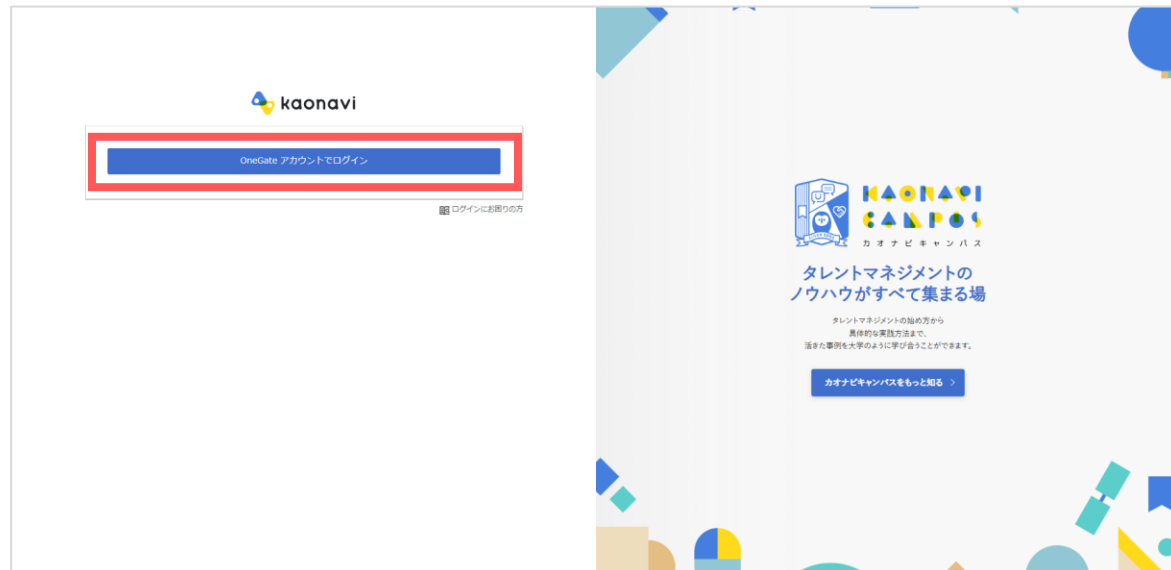 kaonavi
OneGate アカウントでログイン
ログインにお困りの方
KAONAVI
CAMPUS
カオナビキャンパス
タレントマネジメントの
ノウハウがすべて集まる場
タレントマネジメントの始め方から
具体的な実践方法まで、
活きた事例を大学のように学び合うことができます。
カオナビキャンパスをもっと知る